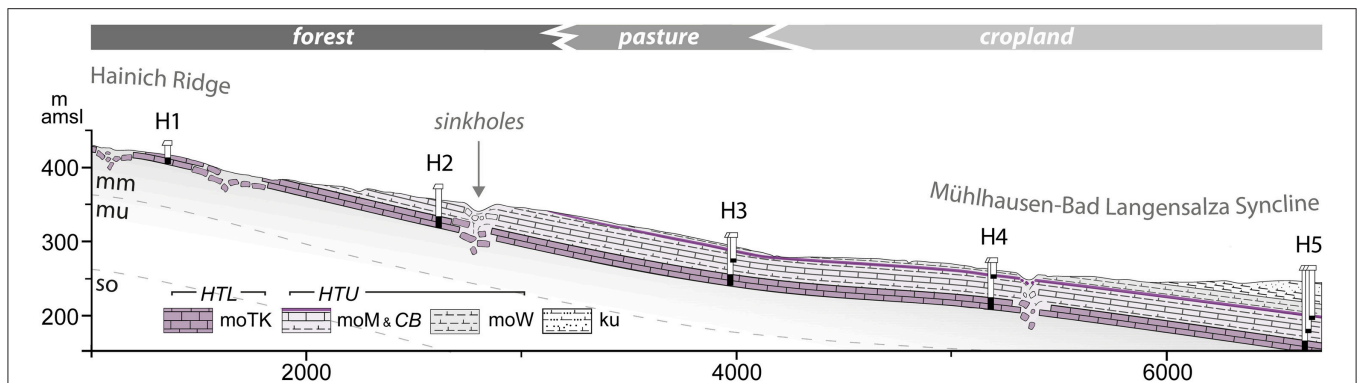 forest pasture cropland
Hainich Ridge
m
amsl
H1
sinkholes
H2
400
mm
Mühlhausen-Bad Langensalza Syncline
mu
H3
300
H4
H5
so
HTL HTU
200
moTK moM & CB moW ku
2000 4000 6000